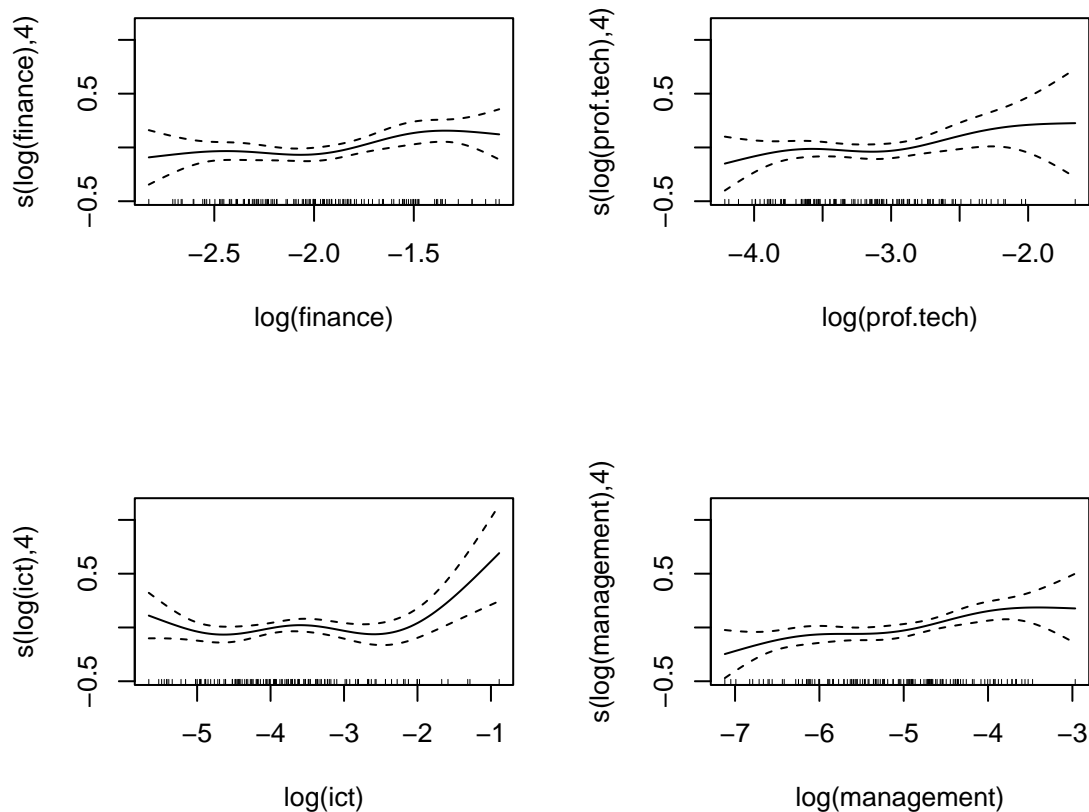 s(log(finance),4)
0.5
−0.5
−2.5 −2.0 −1.5
log(finance)
s(log(prof.tech),4)
0.5
−0.5
−4.0 −3.0 −2.0
log(prof.tech)
s(log(ict),4)
0.5
−0.5
−5 −4 −3 −2 −1
log(ict)
s(log(management),4)
0.5
−0.5
−7 −6 −5 −4 −3
log(management)